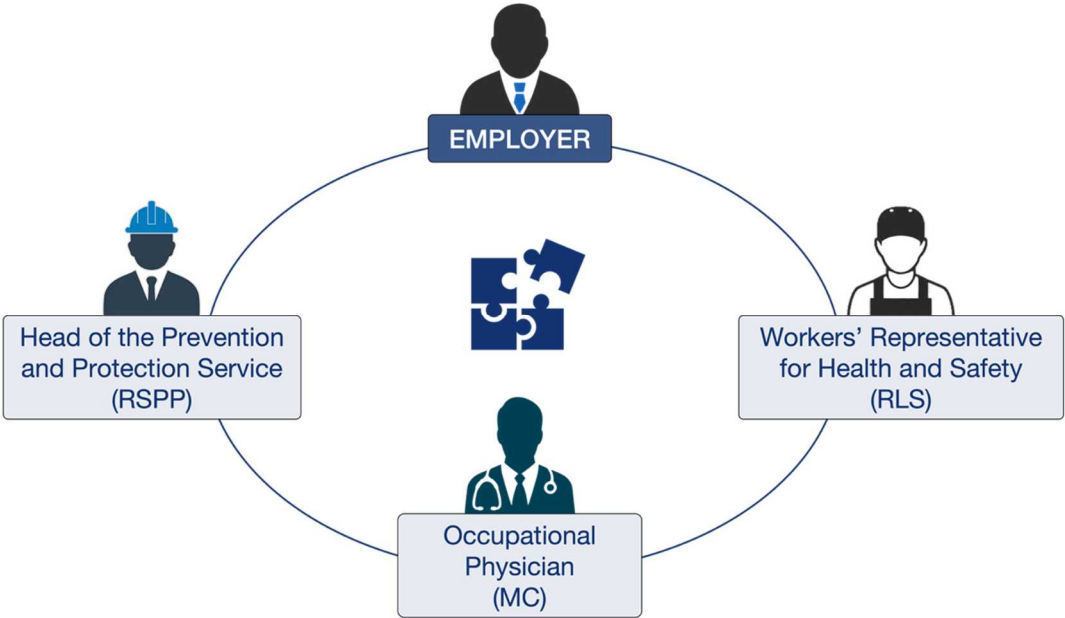 EMPLOYER
Head of the Prevention
and Protection Service
(RSPP)
Workers’ Representative
for Health and Safety
(RLS)
Occupational
Physician
(MC)